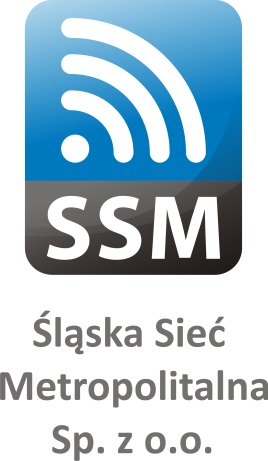 SSM
Śląska Sieć
Metropolitalna
Sp. z o.o.